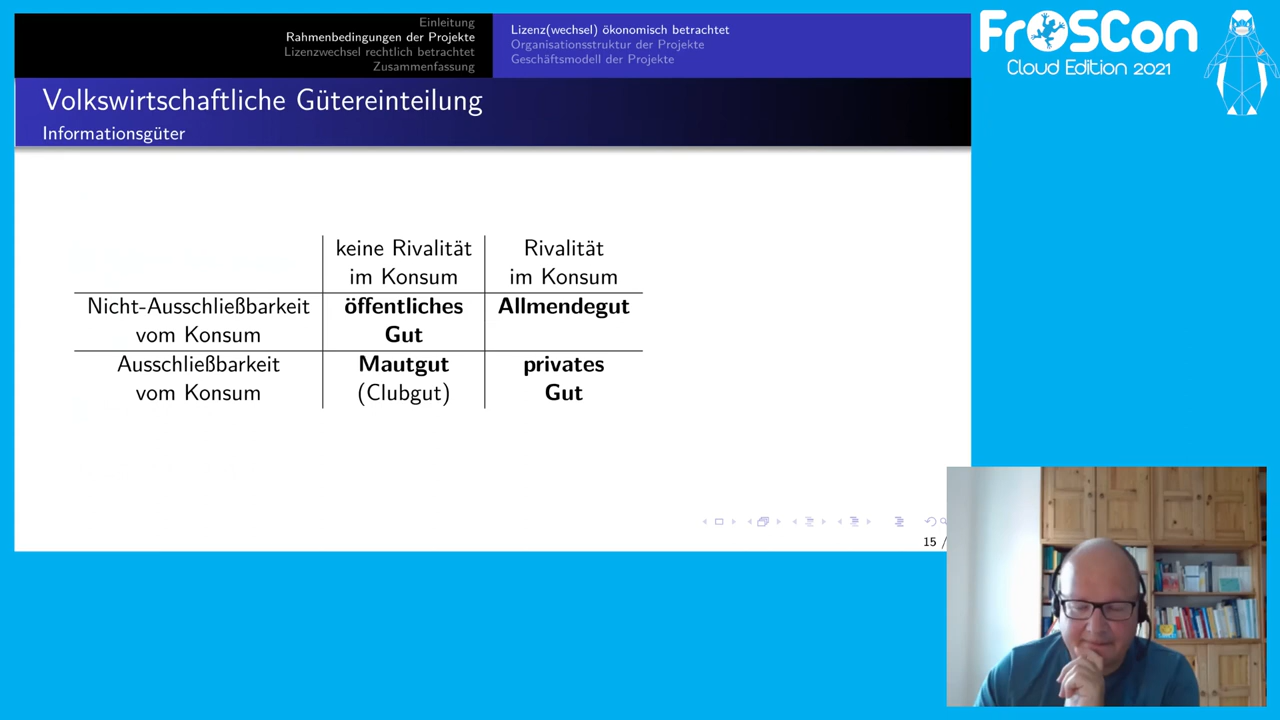 Einleitung
Rahmenbedingungen der Projekte
Lizenzwechsel rechtlich betrachtet
Zusammenfassung
Lizenz(wechsel) ökonomisch betrachtet
Organisationsstruktur der Projekte
Geschäftsmodell der Projekte
FrOSCon
Cloud Edition 2021
Volkswirtschaftliche Gütereinteilung
Informationsgüter
keine Rivalität
im Konsum
Rivalität
im Konsum
Nicht-Ausschließbarkeit
vom Konsum
öffentliches
Gut
Allmendegut
Ausschließbarkeit
vom Konsum
Mautgut
(Clubgut)
privates
Gut
15 /